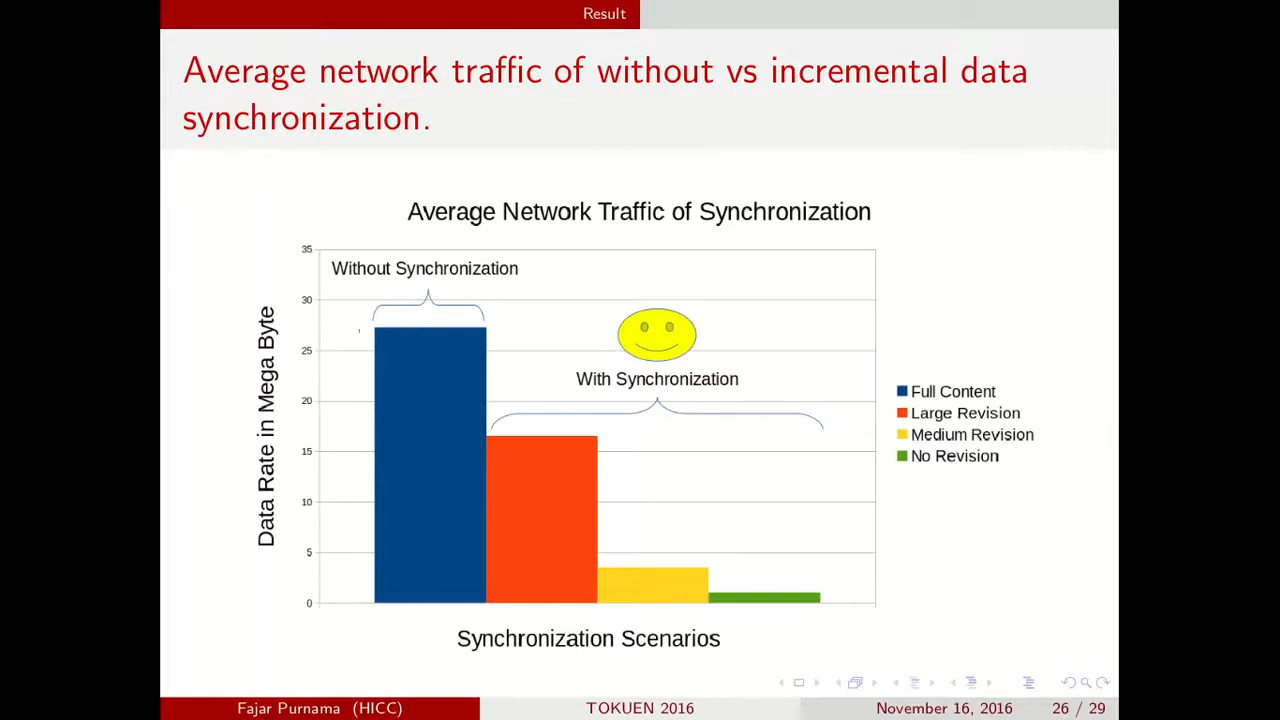 Result
Average network traffic of without vs incremental data
synchronization.
Average Network Traffic of Synchronization
35
Without Synchronization
30
25
With Synchronization
20
15
10
5
0
Data Rate in Mega Byte
Full Content
Large Revision
Medium Revision
No Revision
Synchronization Scenarios
Fajar Purnama (HICC)
TOKUEN 2016
November 16, 2016
26 / 29